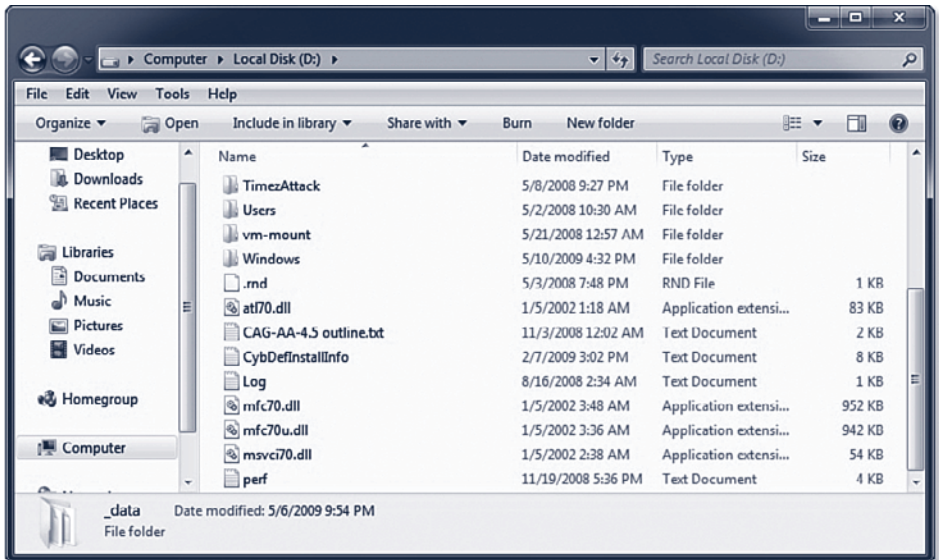 Computer Local Disk (D:) Search Local Disk (D:)
File Edit View Tools Help
Organize Open Include in library Share with Burn New folder
Desktop
Downloads
Recent Places
Libraries
Documents
Music
Pictures
Videos
Homegroup
Computer
Name Date modified Type Size
TimezAttack 5/8/2008 9:27 PM File folder
Users 5/2/2008 10:30 AM File folder
vm-mount 5/21/2008 12:57 AM File folder
Windows 5/10/2009 4:32 PM File folder
.rnd 5/3/2008 7:48 PM RND File 1 KB
atl70.dll 1/5/2002 1:18 AM Application extensi... 83 KB
CAG-AA-4.5 outline.txt 11/3/2008 12:02 AM Text Document 2 KB
CybDefInstallInfo 2/7/2009 3:02 PM Text Document 8 KB
Log 8/16/2008 2:34 AM Text Document 1 KB
mfc70.dll 1/5/2002 3:48 AM Application extensi... 952 KB
mfc70u.dll 1/5/2002 3:36 AM Application extensi... 942 KB
msvci70.dll 1/5/2002 2:38 AM Application extensi... 54 KB
perf 11/19/2008 5:36 PM Text Document 4 KB
_data Date modified: 5/6/2009 9:54 PM
File folder